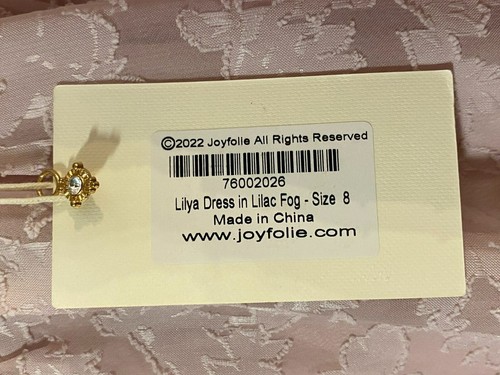 ©2022 Joyfolie All Rights Reserved
76002026
Lilya Dress in Lilac Fog - Size 8
Made in China
www.joyfolie.com